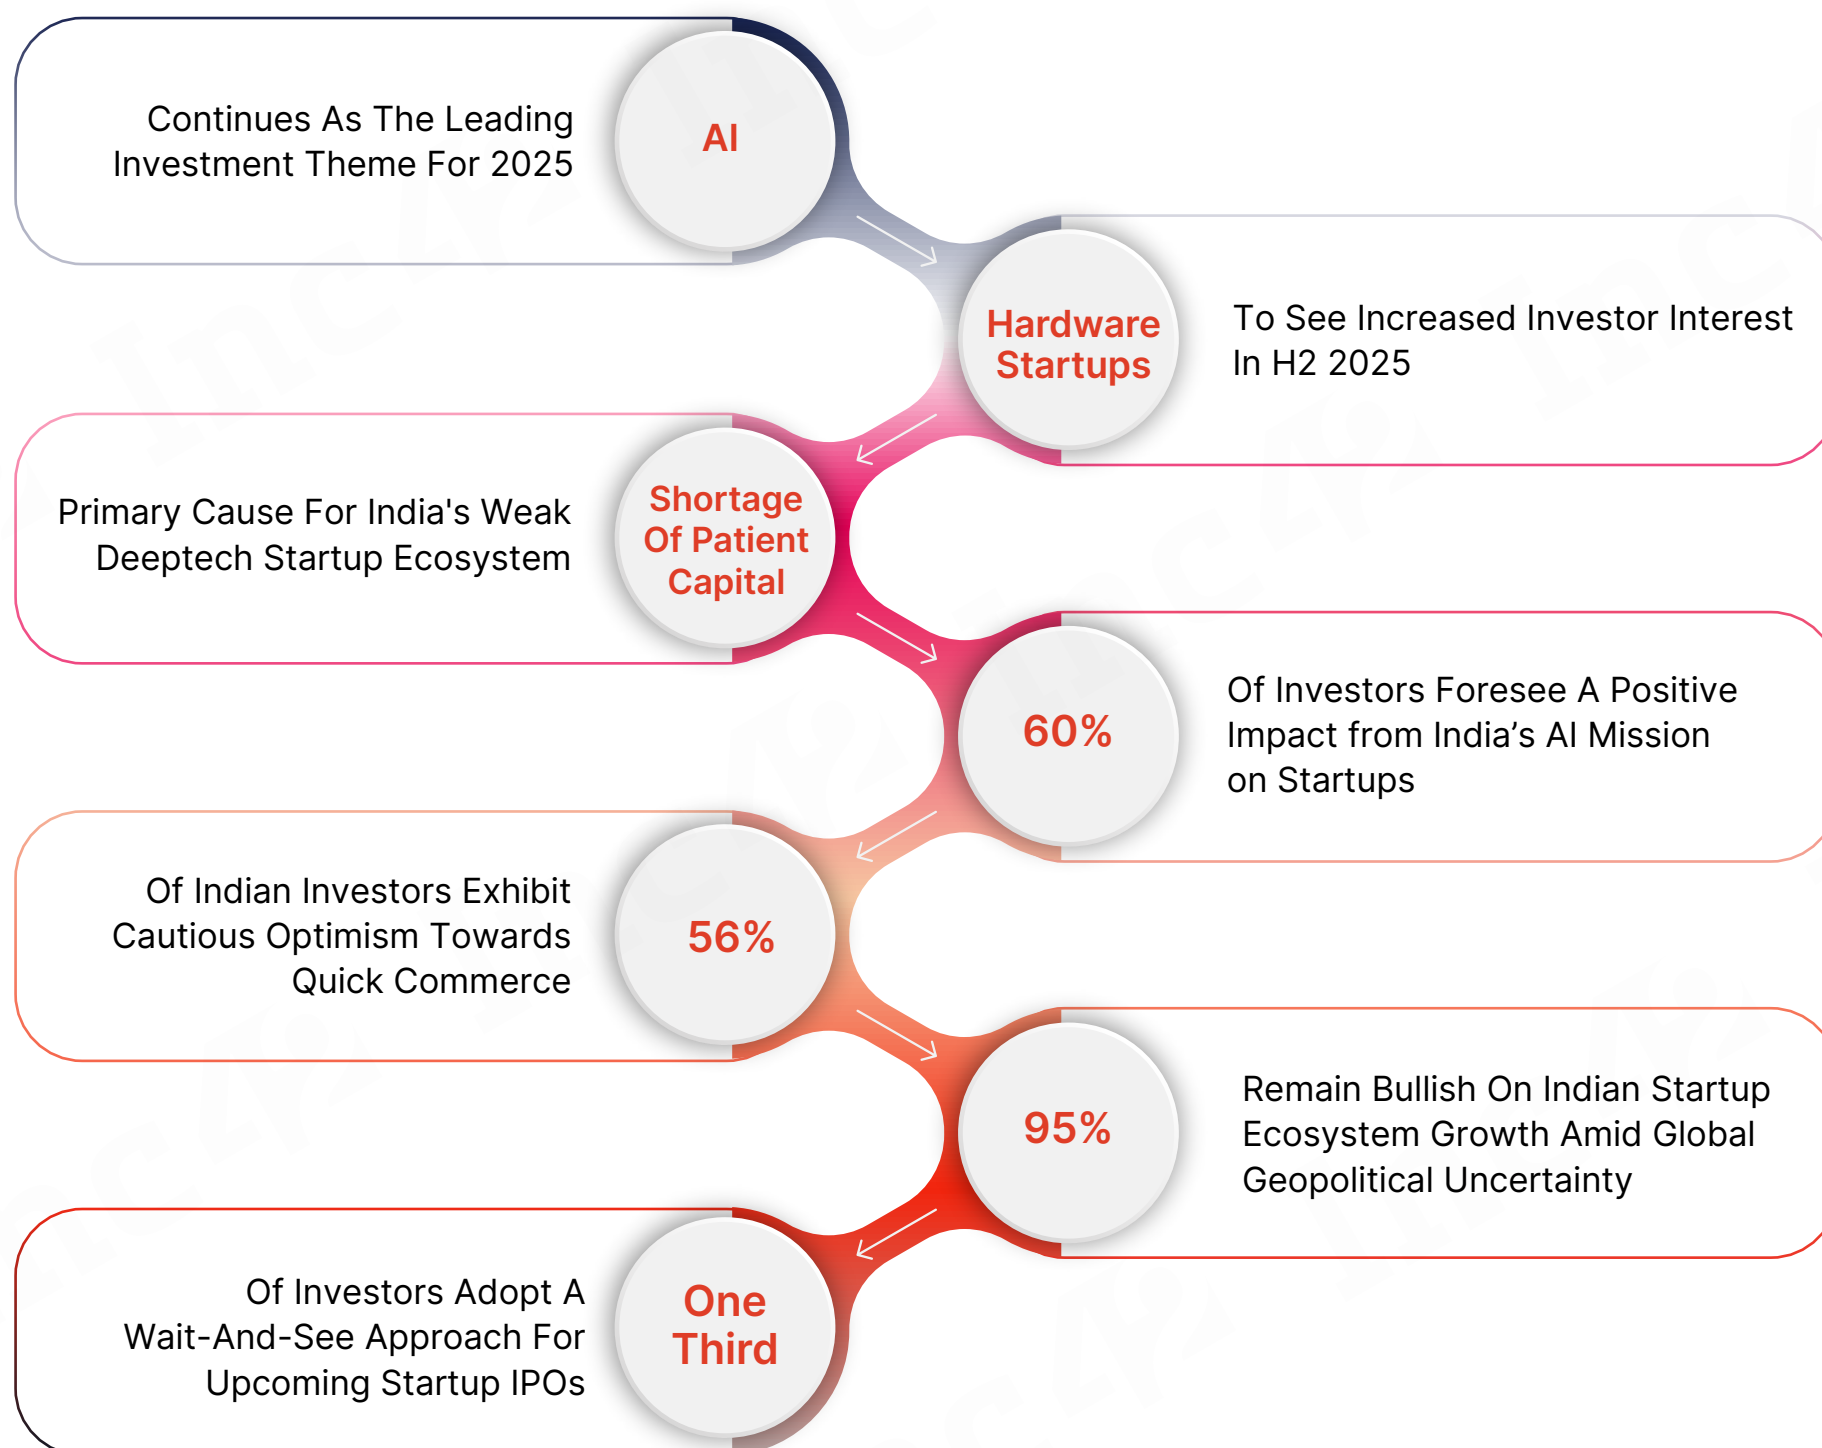 Continues As The Leading
Investment Theme For 2025
AI
Hardware
Startups
To See Increased Investor Interest
In H2 2025
Primary Cause For India's Weak
Deeptech Startup Ecosystem
Shortage
Of Patient
Capital
60%
Of Investors Foresee A Positive
Impact from India’s AI Mission
on Startups
Of Indian Investors Exhibit
Cautious Optimism Towards
Quick Commerce
56%
95%
Remain Bullish On Indian Startup
Ecosystem Growth Amid Global
Geopolitical Uncertainty
Of Investors Adopt A
Wait-And-See Approach For
Upcoming Startup IPOs
One
Third
Inc42